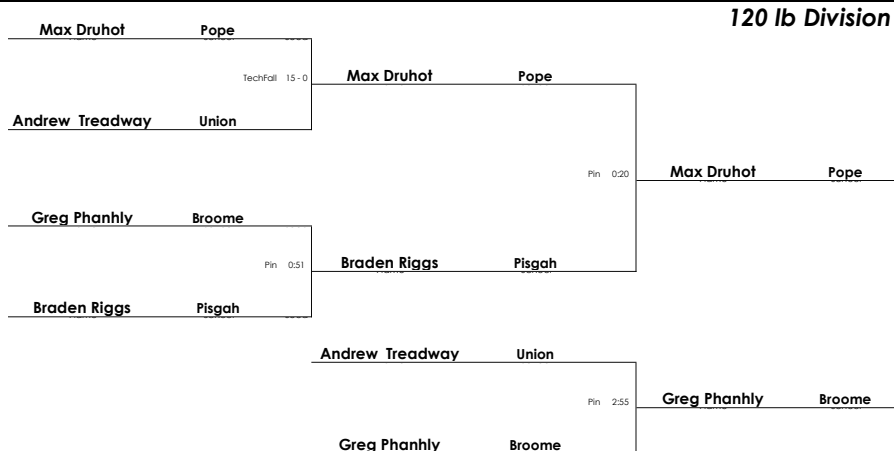 120 lb Division
Max Druhot Pope
TechFall 15 - 0
Max Druhot Pope
Andrew Treadway Union
Pin 0:20
Max Druhot Pope
Greg Phanhly Broome
Pin 0:51
Braden Riggs Pisgah
Braden Riggs Pisgah
Andrew Treadway Union
Pin 2:55
Greg Phanhly Broome
Greg Phanhly Broome